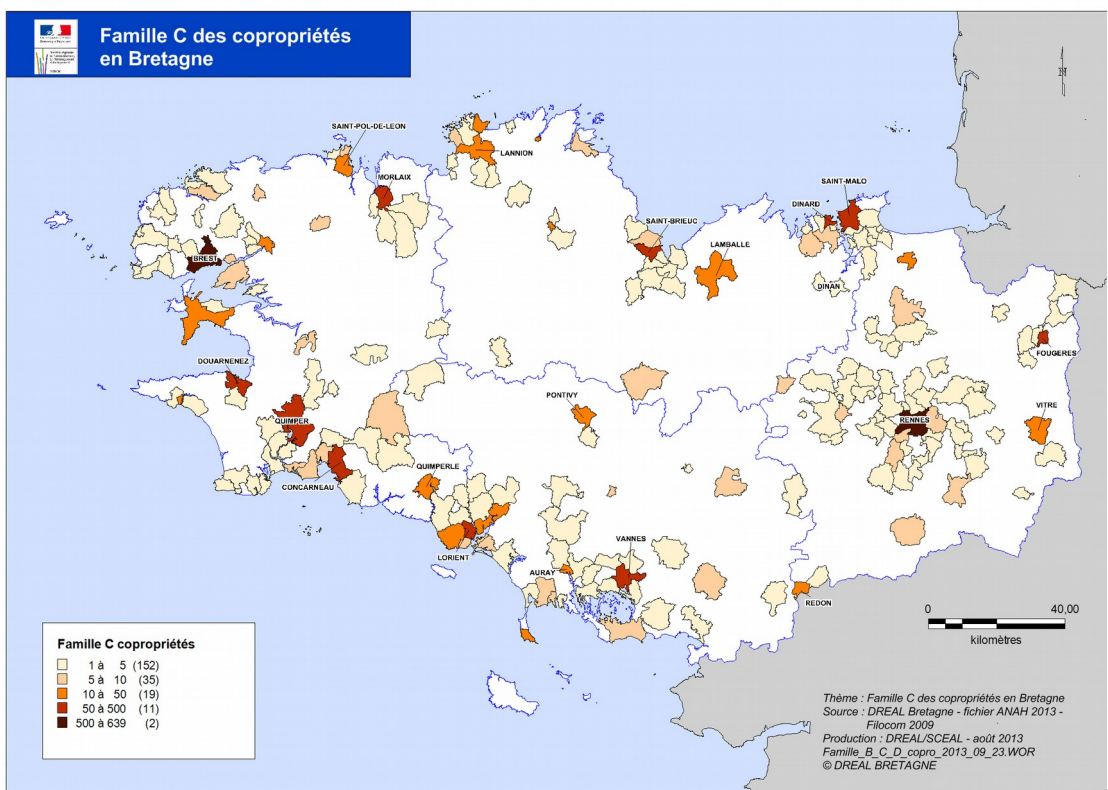 Famille C des copropriétés
en Bretagne
N
SAINT-POL-DE-LEON
LANNION
MORLAIX
SAINT-MALO
DINARD
SAINT-BRIEUC
LAMBALLE
BREST
DINAN
FOUGERES
DOUARNENEZ
PONTIVY
VITRE
QUIMPER
RENNES
QUIMPERLE
CONCARNEAU
VANNES
LORIENT
AURAY
REDON
0 40,00
kilomètres
Famille C copropriétés
1 à 5 (152)
5 à 10 (35)
10 à 50 (19)
50 à 500 (11)
500 à 639 (2)
Thème : Famille C des copropriétés en Bretagne
Source : DREAL Bretagne - fichier ANAH 2013 -
Filocom 2009
Production : DREAL/SCEAL - août 2013
Famille_B_C_D_copro_2013_09_23.WOR
© DREAL BRETAGNE